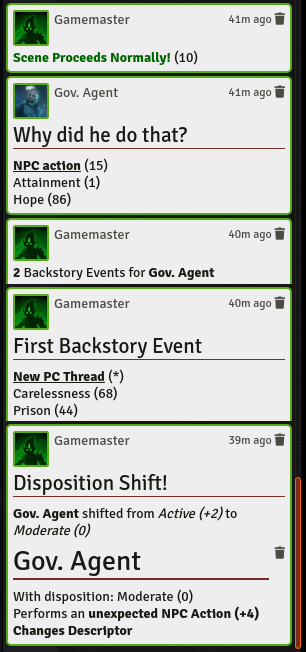 Gamemaster
41m ago
Scene Proceeds Normally! (10)
Gov. Agent
41m ago
Why did he do that?
NPC action (15)
Attainment (1)
Hope (86)
Gamemaster
40m ago
2 Backstory Events for Gov. Agent
Gamemaster
40m ago
First Backstory Event
New PC Thread (*)
Carelessness (68)
Prison (44)
Gamemaster
39m ago
Disposition Shift!
Gov. Agent shifted from Active (+2) to
Moderate (0)
Gov. Agent
With disposition: Moderate (0)
Performs an unexpected NPC Action (+4)
Changes Descriptor